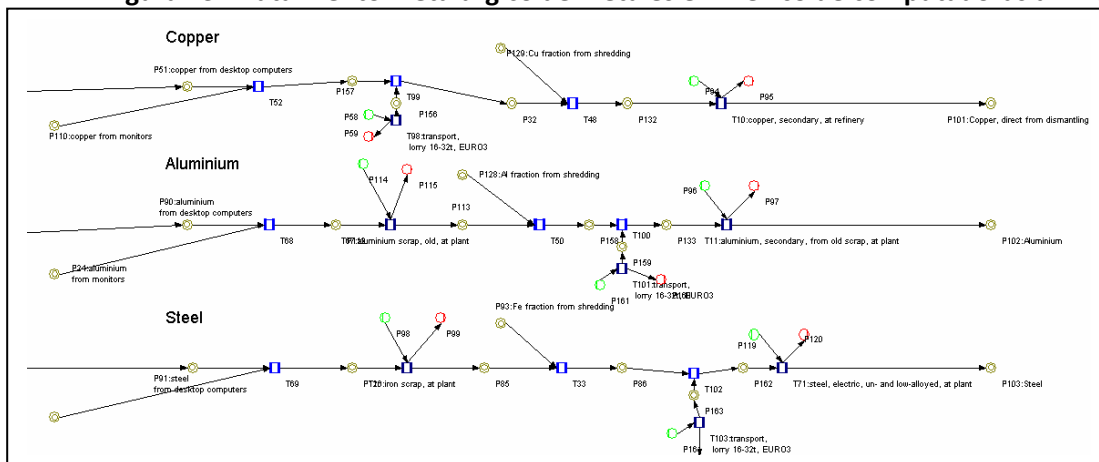 Copper
P129:Cu fraction from shredding
P51:copper from desktop computers
P157
T99
T52
P58
P156
P59
P94
P95
P32
T48
P132
T10:copper, secondary, at refinery
P101:Copper, direct from dismantling
P110:copper from monitors
T98:transport,
lorry 16-32t, EURO3
Aluminium
P114
P115
P128:Al fraction from shredding
P96
P97
P90:aluminium
from desktop computers
P113
T68
aluminium scrap, old, at plant
T50
P158
T100
P133
T11:aluminium, secondary, from old scrap, at plant
P102:Aluminium
P24:aluminium
from monitors
P159
T101:transport,
lorry 16-32t, EURO3
P161
P93:Fe fraction from shredding
Steel
P98
P99
P119
P120
P91:steel
from desktop computers
T69
iron scrap, at plant
P85
T33
P86
T102
P162
T71:steel, electric, un- and low-alloyed, at plant
P103:Steel
P163
T103:transport,
lorry 16-32t, EURO3
P16